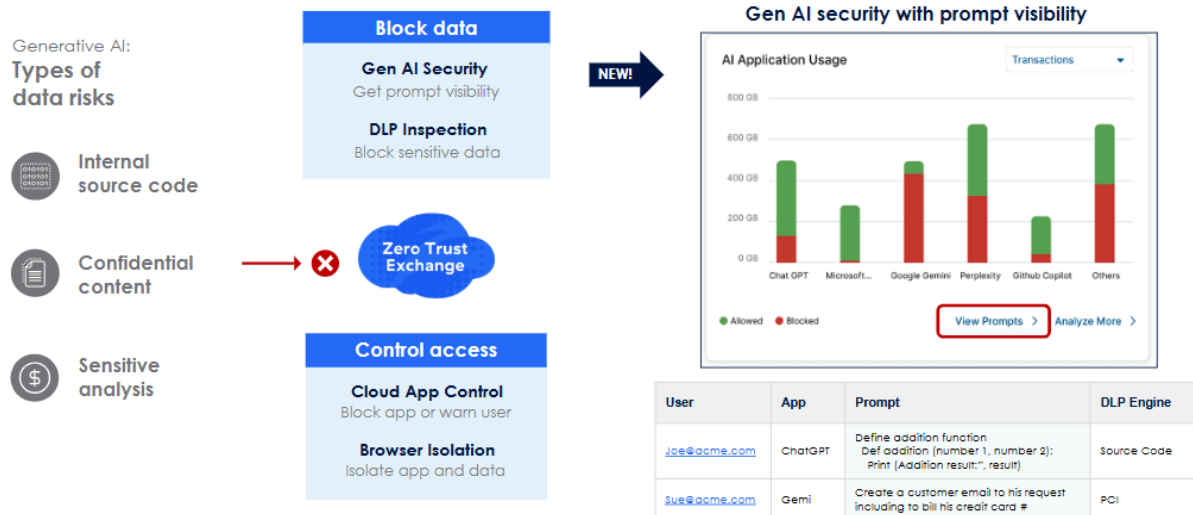 Generative AI:
Types of
data risks
Internal
source code
Confidential
content
Sensitive
analysis
Block data
Gen AI Security
Get prompt visibility
DLP Inspection
Block sensitive data
Zero Trust
Exchange
Control access
Cloud App Control
Block app or warn user
Browser Isolation
Isolate app and data
NEW!
Gen AI security with prompt visibility
AI Application Usage
Transactions
800 GB
600 GB
400 GB
200 GB
0 GB
Chat GPT Microsoft... Google Gemini Perplexity Github Copilot Others
Allowed Blocked
View Prompts > Analyze More >
User App Prompt DLP Engine
Joe@acme.com ChatGPT Define addition function
Def addition (number 1, number 2):
Print (Addition result:", result)
Source Code
Sue@acme.com Gemi Create a customer email to his request
including to bill his credit card #
PCI